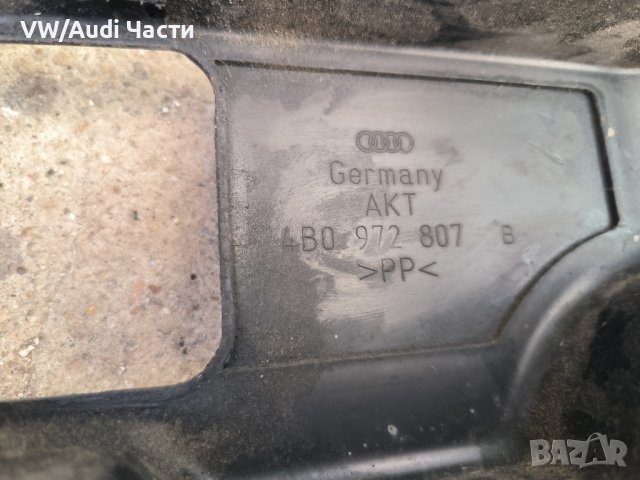 VW/Audi Части
Germany
AKT
4B0 972 807 B
>PP<
BAZAR